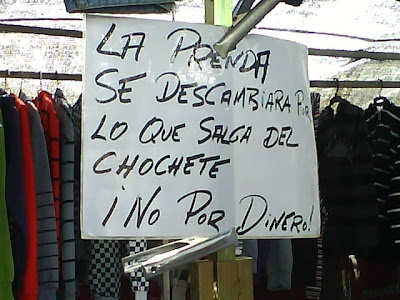 LA PRENDA
SE DESCAMBIARA POR
LO QUE SALGA DEL
CHOCHETE
¡NO POR DINERO!